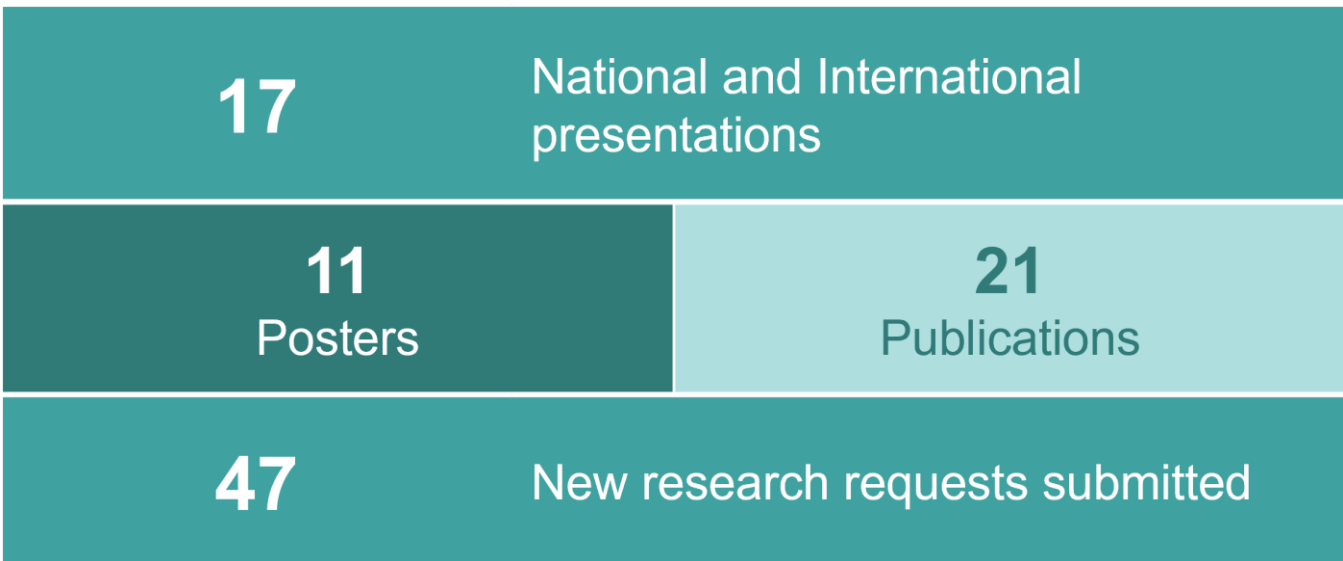 17
National and International
presentations
11
Posters
21
Publications
47
New research requests submitted